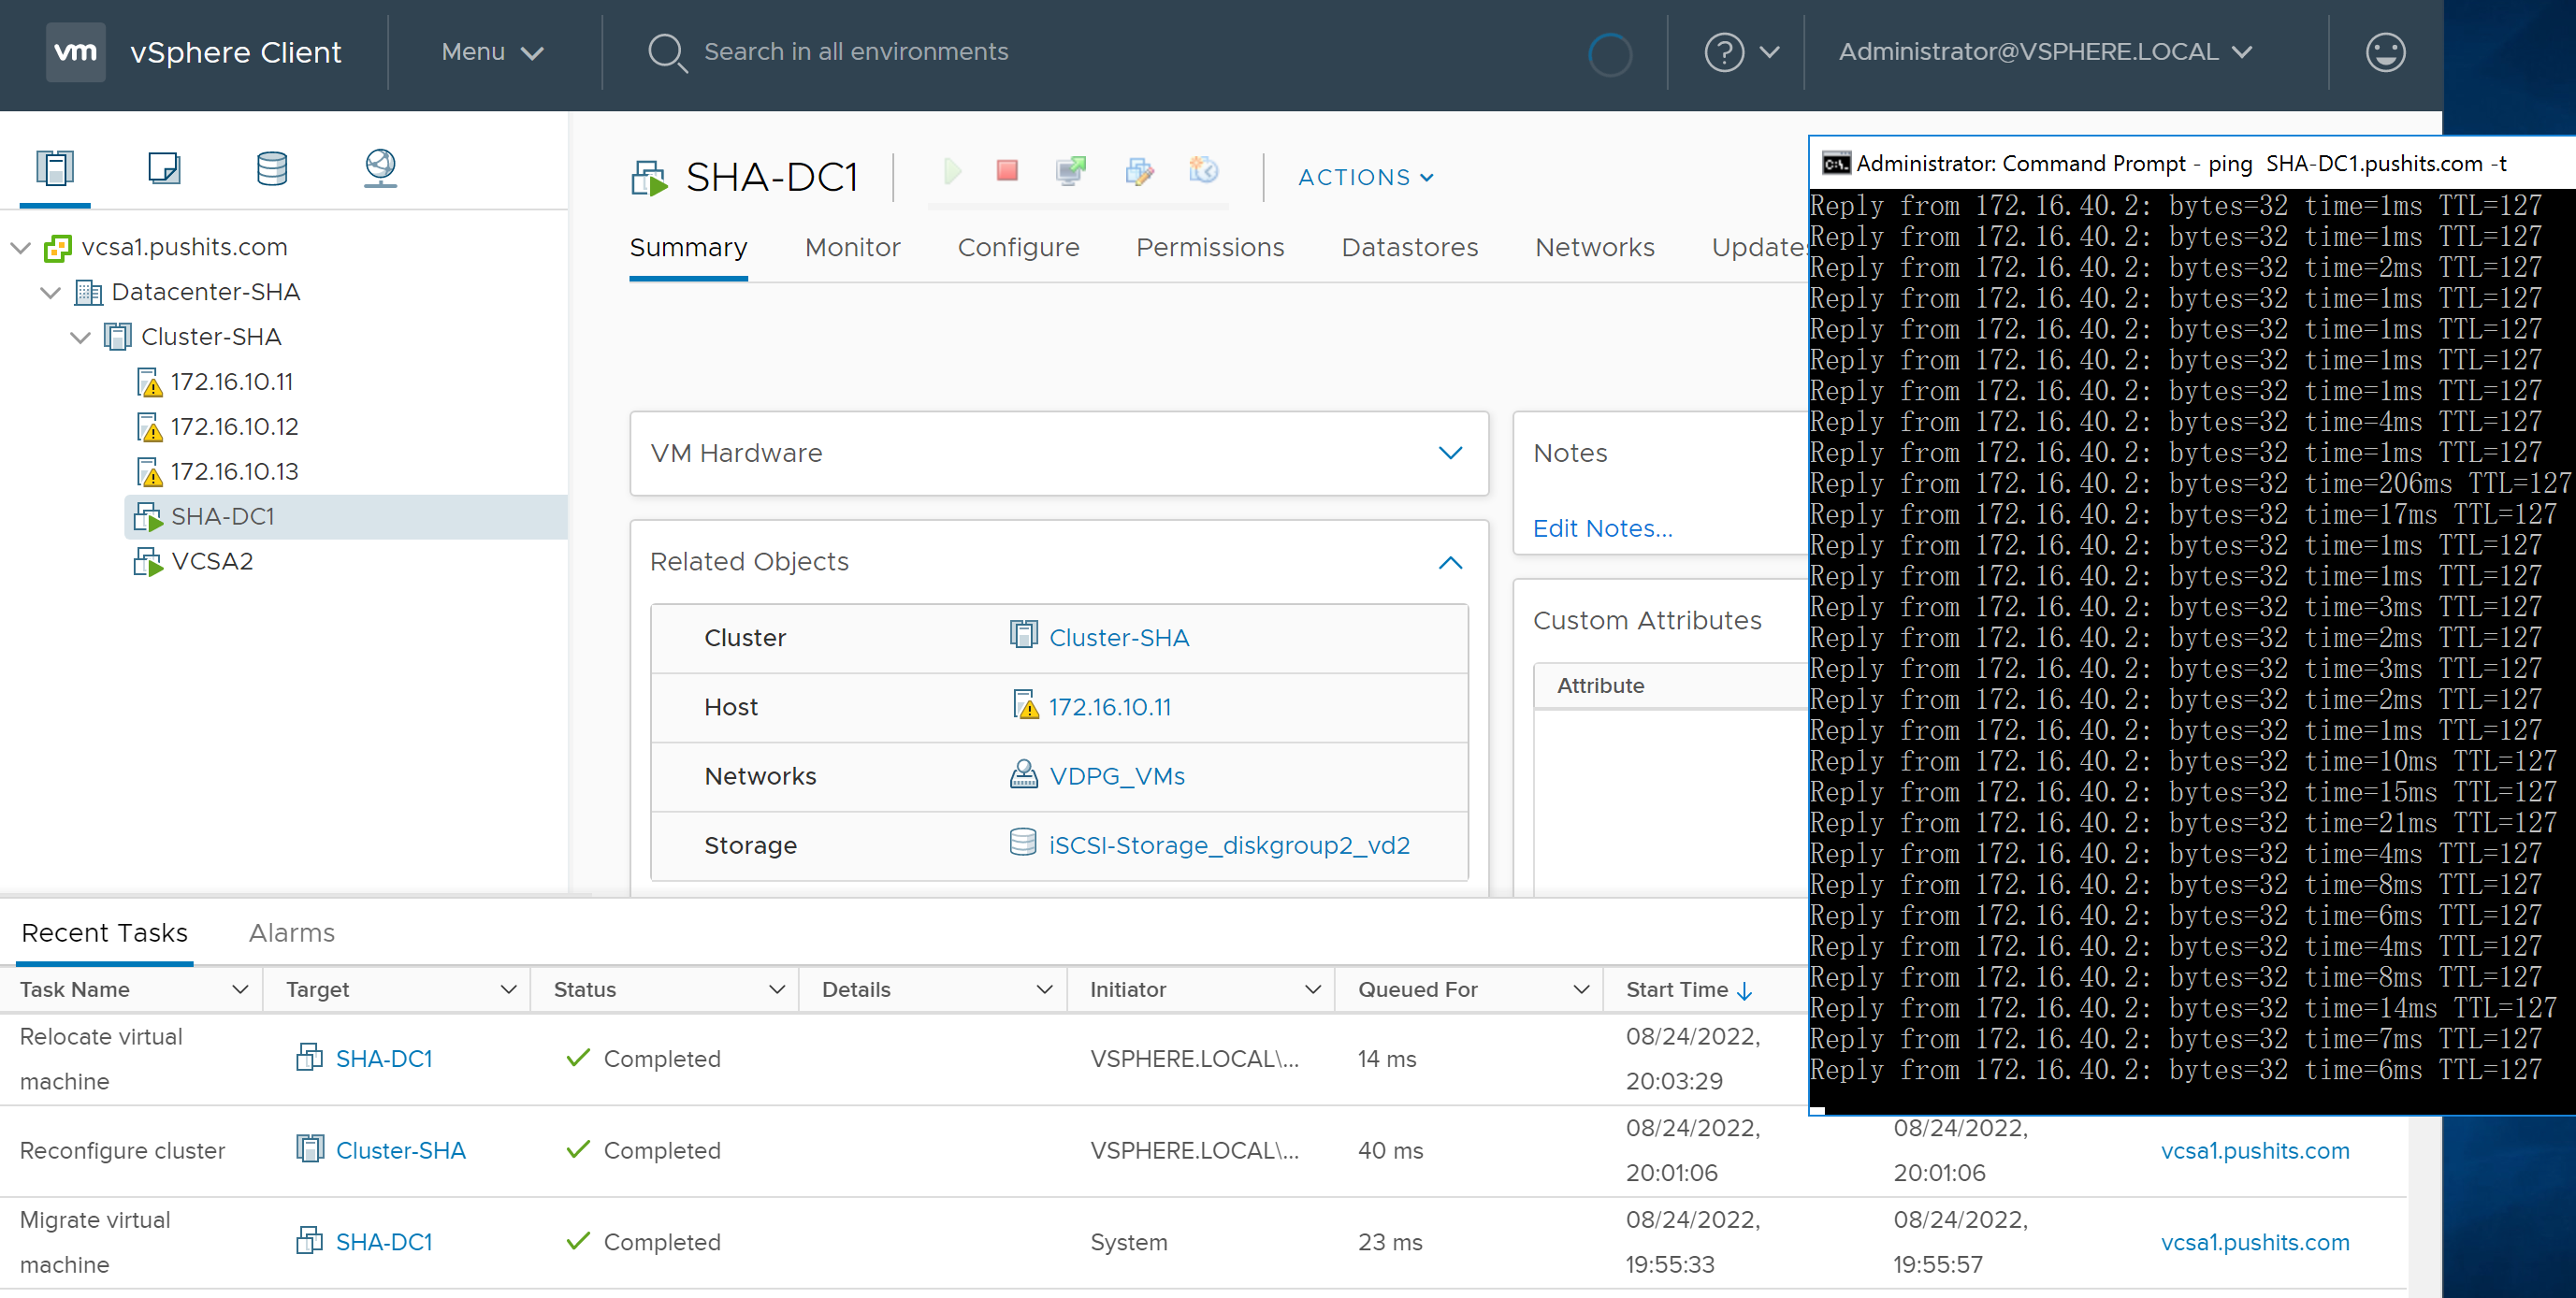 vm vSphere Client Menu Search in all environments Administrator@VSPHERE.LOCAL
vcsa1.pushits.com
Datacenter-SHA
Cluster-SHA
172.16.10.11
172.16.10.12
172.16.10.13
SHA-DC1
VCSA2
SHA-DC1 ACTIONS
Summary Monitor Configure Permissions Datastores Networks Updates
VM Hardware
Related Objects
Cluster Cluster-SHA
Host 172.16.10.11
Networks VDPG_VMs
Storage iSCSI-Storage_diskgroup2_vd2
Notes
Edit Notes...
Custom Attributes
Attribute
Administrator: Command Prompt - ping SHA-DC1.pushits.com -t
Reply from 172.16.40.2: bytes=32 time=1ms TTL=127
Reply from 172.16.40.2: bytes=32 time=1ms TTL=127
Reply from 172.16.40.2: bytes=32 time=2ms TTL=127
Reply from 172.16.40.2: bytes=32 time=1ms TTL=127
Reply from 172.16.40.2: bytes=32 time=1ms TTL=127
Reply from 172.16.40.2: bytes=32 time=1ms TTL=127
Reply from 172.16.40.2: bytes=32 time=1ms TTL=127
Reply from 172.16.40.2: bytes=32 time=4ms TTL=127
Reply from 172.16.40.2: bytes=32 time=1ms TTL=127
Reply from 172.16.40.2: bytes=32 time=206ms TTL=127
Reply from 172.16.40.2: bytes=32 time=17ms TTL=127
Reply from 172.16.40.2: bytes=32 time=1ms TTL=127
Reply from 172.16.40.2: bytes=32 time=1ms TTL=127
Reply from 172.16.40.2: bytes=32 time=3ms TTL=127
Reply from 172.16.40.2: bytes=32 time=2ms TTL=127
Reply from 172.16.40.2: bytes=32 time=3ms TTL=127
Reply from 172.16.40.2: bytes=32 time=2ms TTL=127
Reply from 172.16.40.2: bytes=32 time=1ms TTL=127
Reply from 172.16.40.2: bytes=32 time=10ms TTL=127
Reply from 172.16.40.2: bytes=32 time=15ms TTL=127
Reply from 172.16.40.2: bytes=32 time=21ms TTL=127
Reply from 172.16.40.2: bytes=32 time=4ms TTL=127
Reply from 172.16.40.2: bytes=32 time=8ms TTL=127
Reply from 172.16.40.2: bytes=32 time=6ms TTL=127
Reply from 172.16.40.2: bytes=32 time=4ms TTL=127
Reply from 172.16.40.2: bytes=32 time=8ms TTL=127
Reply from 172.16.40.2: bytes=32 time=14ms TTL=127
Reply from 172.16.40.2: bytes=32 time=7ms TTL=127
Reply from 172.16.40.2: bytes=32 time=6ms TTL=127
Recent Tasks Alarms
Task Name Target Status Details Initiator Queued For Start Time
Relocate virtual
machine SHA-DC1 Completed VSPHERE.LOCAL\... 14 ms 08/24/2022,
20:03:29
Reconfigure cluster Cluster-SHA Completed VSPHERE.LOCAL\... 40 ms 08/24/2022, 08/24/2022, vcsa1.pushits.com
20:01:06 20:01:06
Migrate virtual
machine SHA-DC1 Completed System 23 ms 08/24/2022, 08/24/2022, vcsa1.pushits.com
19:55:33 19:55:57